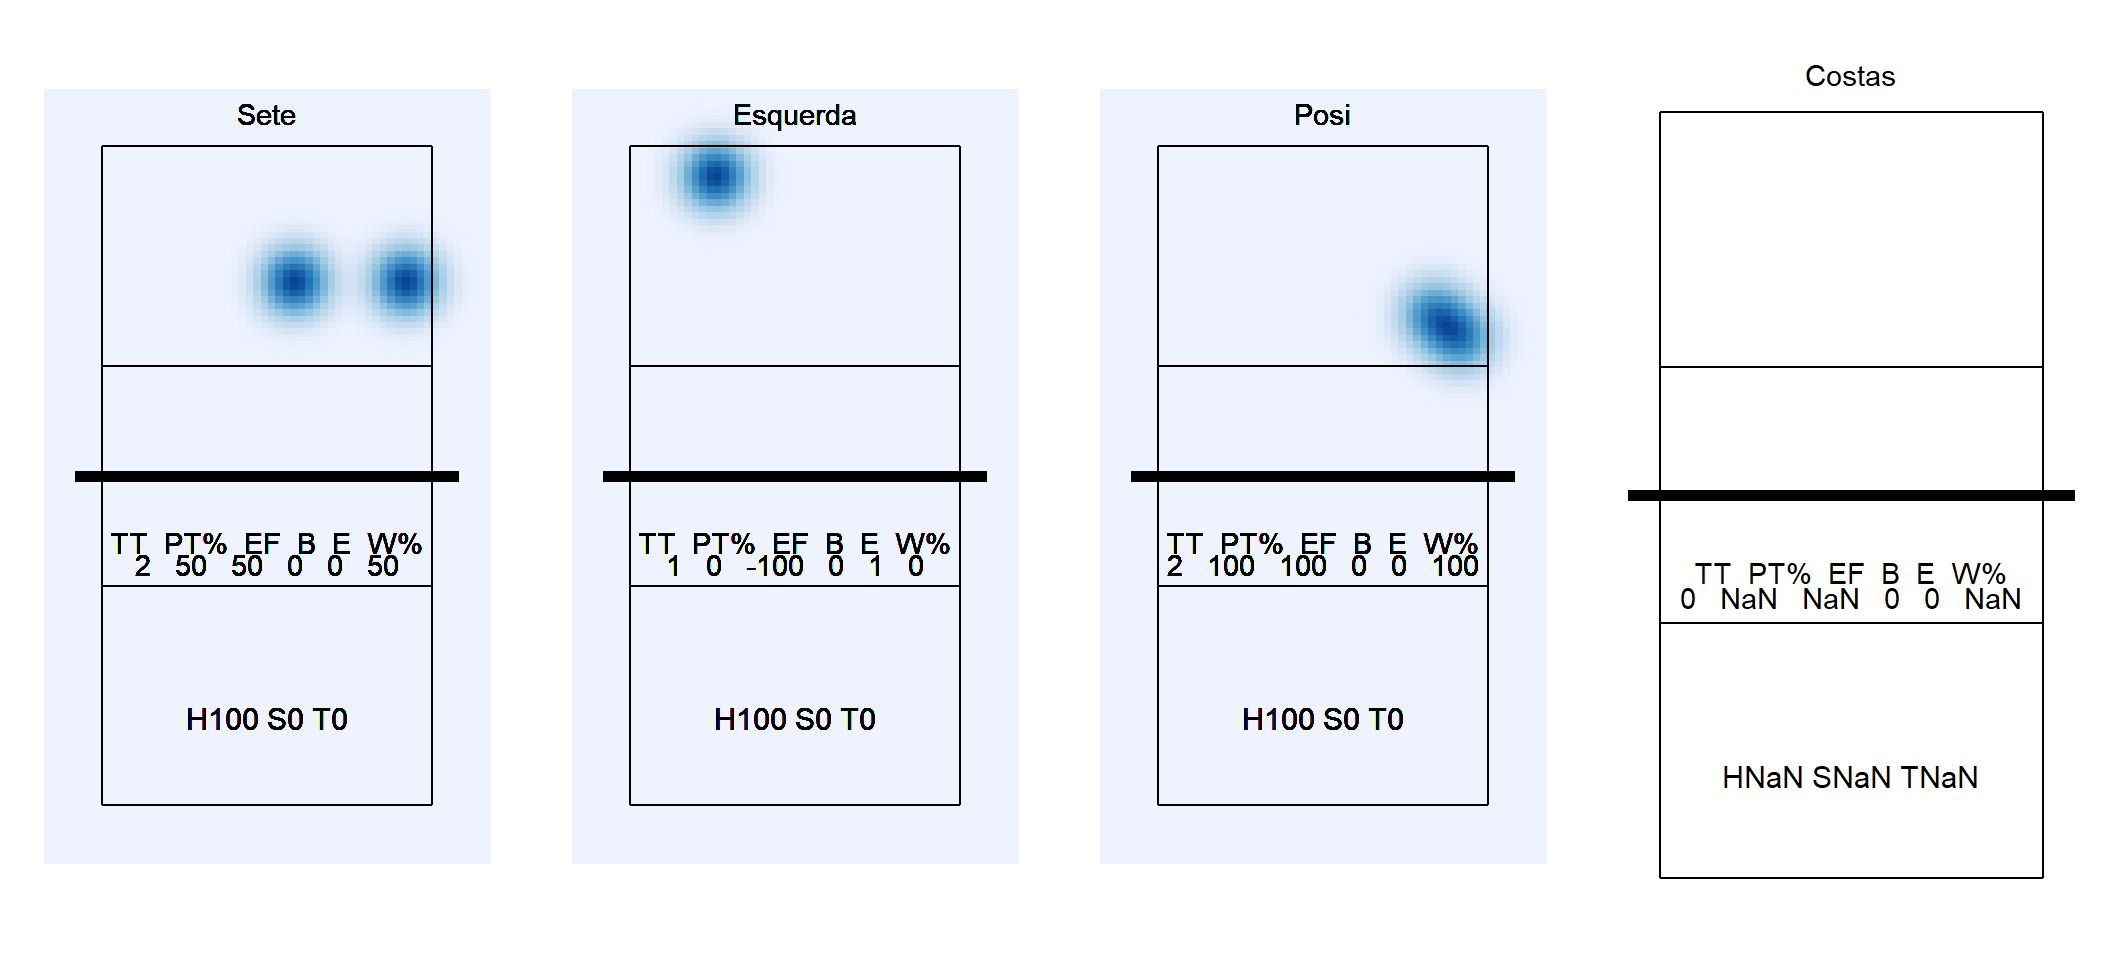 Sete
TT PT% EF B E W%
2 50 50 0 0 50
H100 S0 T0
Esquerda
TT PT% EF B E W%
1 0 -100 0 1 0
H100 S0 T0
Posi
TT PT% EF B E W%
2 100 100 0 0 100
H100 S0 T0
Costas
TT PT% EF B E W%
0 NaN NaN 0 0 NaN
HNaN SNaN TNaN